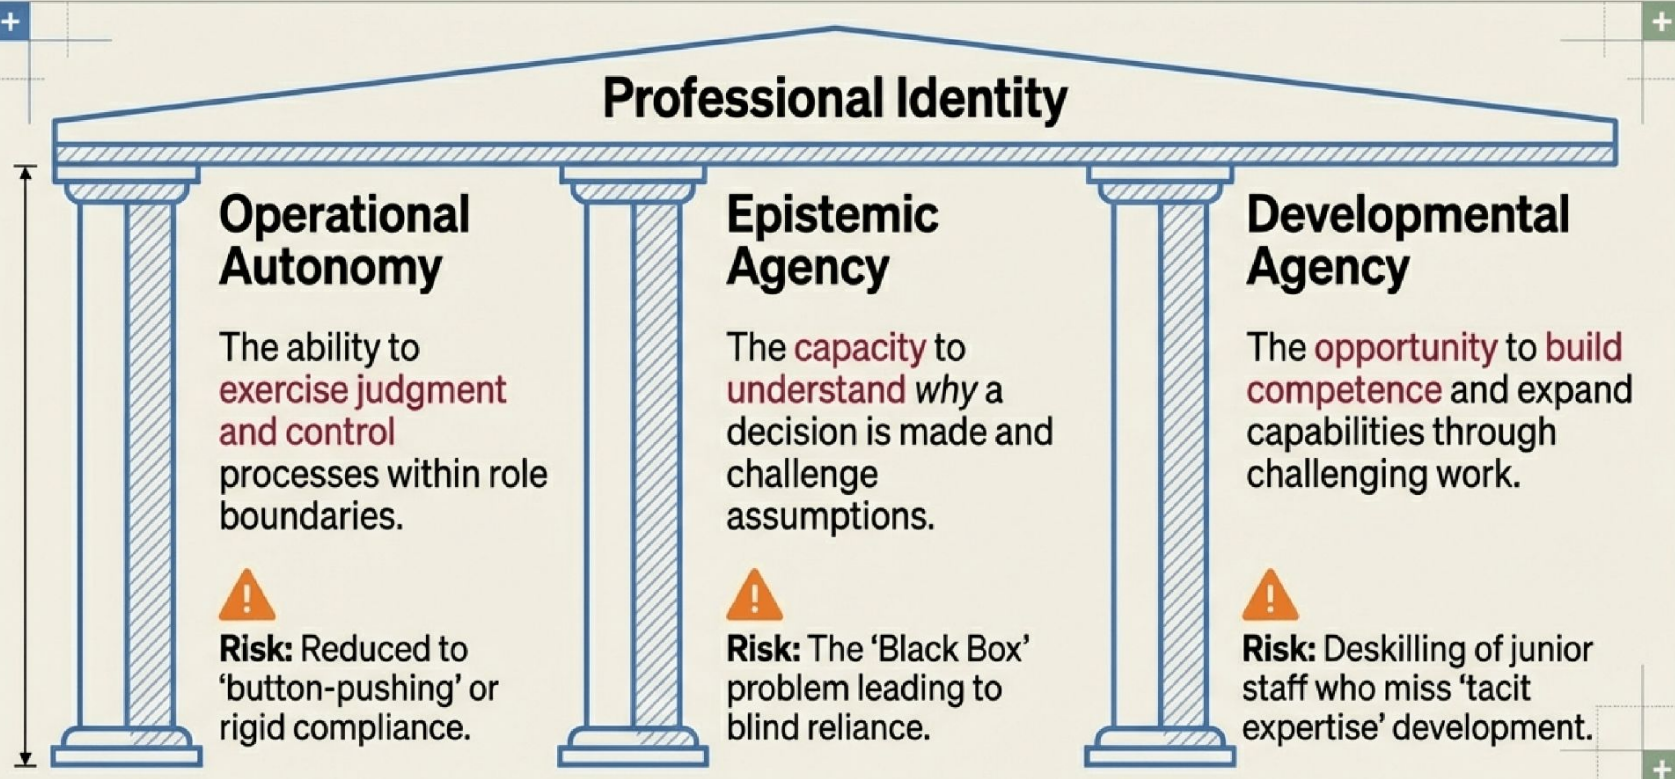 Professional Identity
Operational
Autonomy
The ability to
exercise judgment
and control
processes within role
boundaries.
Risk: Reduced to
‘button-pushing’ or
rigid compliance.
Epistemic
Agency
The capacity to
understand why a
decision is made and
challenge
assumptions.
Risk: The ‘Black Box’
problem leading to
blind reliance.
Developmental
Agency
The opportunity to build
competence and expand
capabilities through
challenging work.
Risk: Deskilling of junior
staff who miss ‘tacit
expertise’ development.